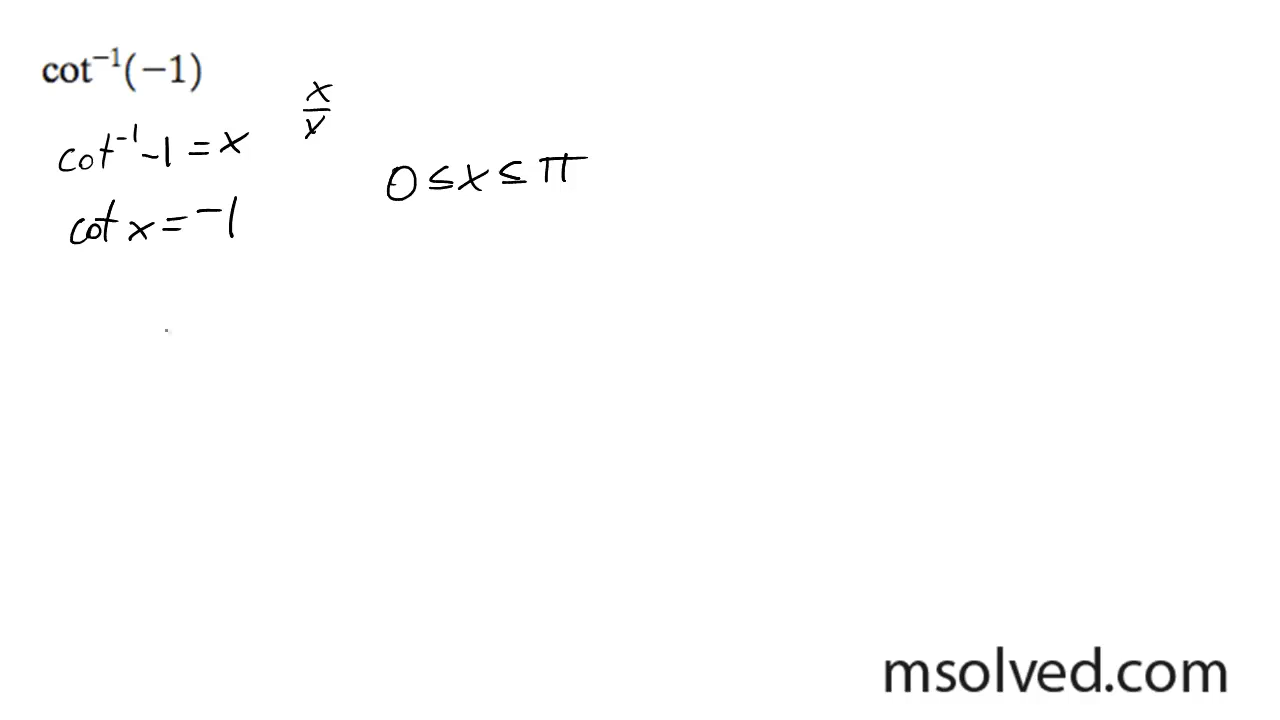 cot⁻¹(−1)
x/y
cot⁻¹ -1 = x
0 ≤ x ≤ π
cot x = -1
msolved.com